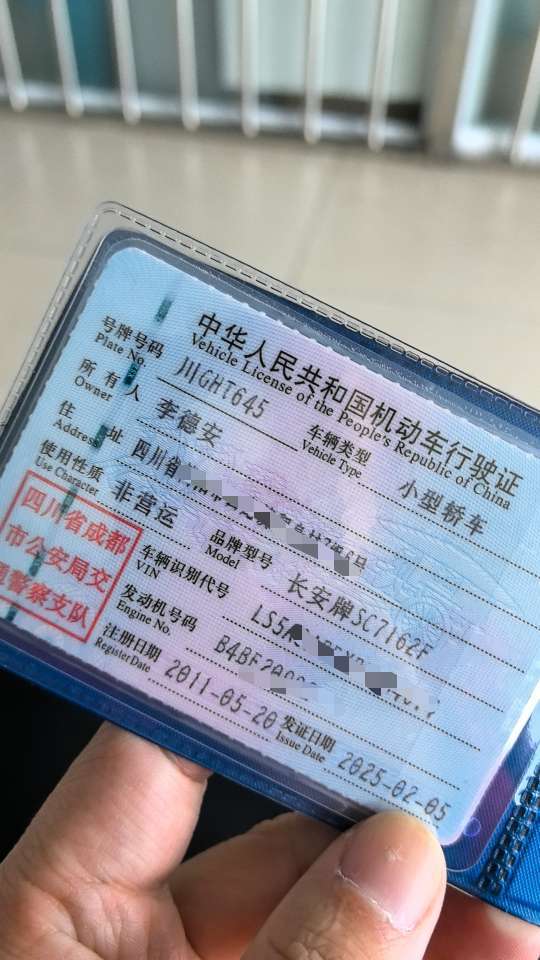 中华人民共和国机动车行驶证
Vehicle License of the People's Republic of China
号牌号码 川GHT645 车辆类型 小型轿车
Plate No. Vehicle Type
所有人 李德安
Owner
住址 四川省
Address
使用性质 非营运 品牌型号 长安牌SC7162F
Use Character Model
车辆识别代号 LS5A
VIN
发动机号码 B4BF20
Engine No.
注册日期 2011-05-20 发证日期 2025-02-05
Register Date Issue Date
四川省成都
市公安局交
通警察支队